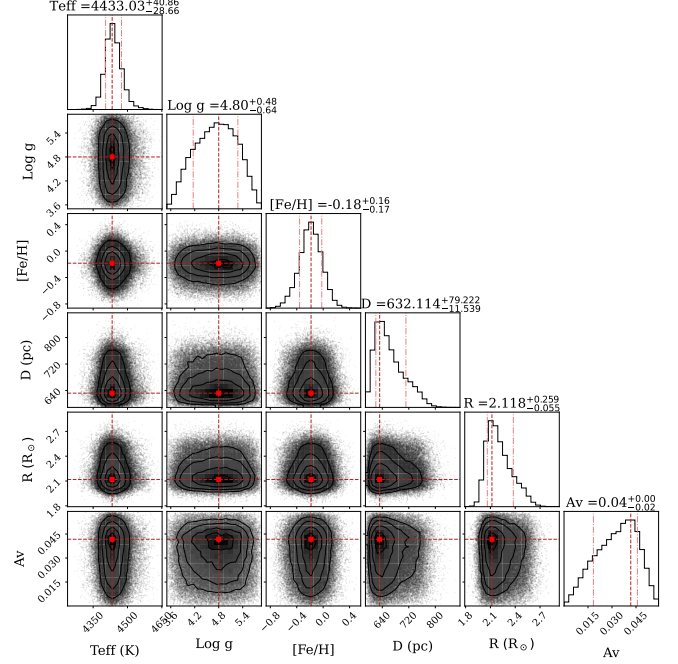 Teff =4433.03+40.86−28.66
Log g =4.80+0.48−0.64
[Fe/H] =-0.18+0.16−0.17
D =632.114+79.222−11.539
R =2.118+0.259−0.055
Av =0.04+0.00−0.02
Log g
5.4
4.8
4.2
3.6
[Fe/H]
0.4
0.0
−0.4
−0.8
D (pc)
800
720
640
R (R⊙)
2.7
2.4
2.1
1.8
Av
0.045
0.030
0.015
4350 4500 4650
Teff (K)
3.6 4.2 4.8 5.4
Log g
−0.8 −0.4 0.0 0.4
[Fe/H]
640 720 800
D (pc)
1.8 2.1 2.4 2.7
R (R⊙)
0.015 0.030 0.045
Av